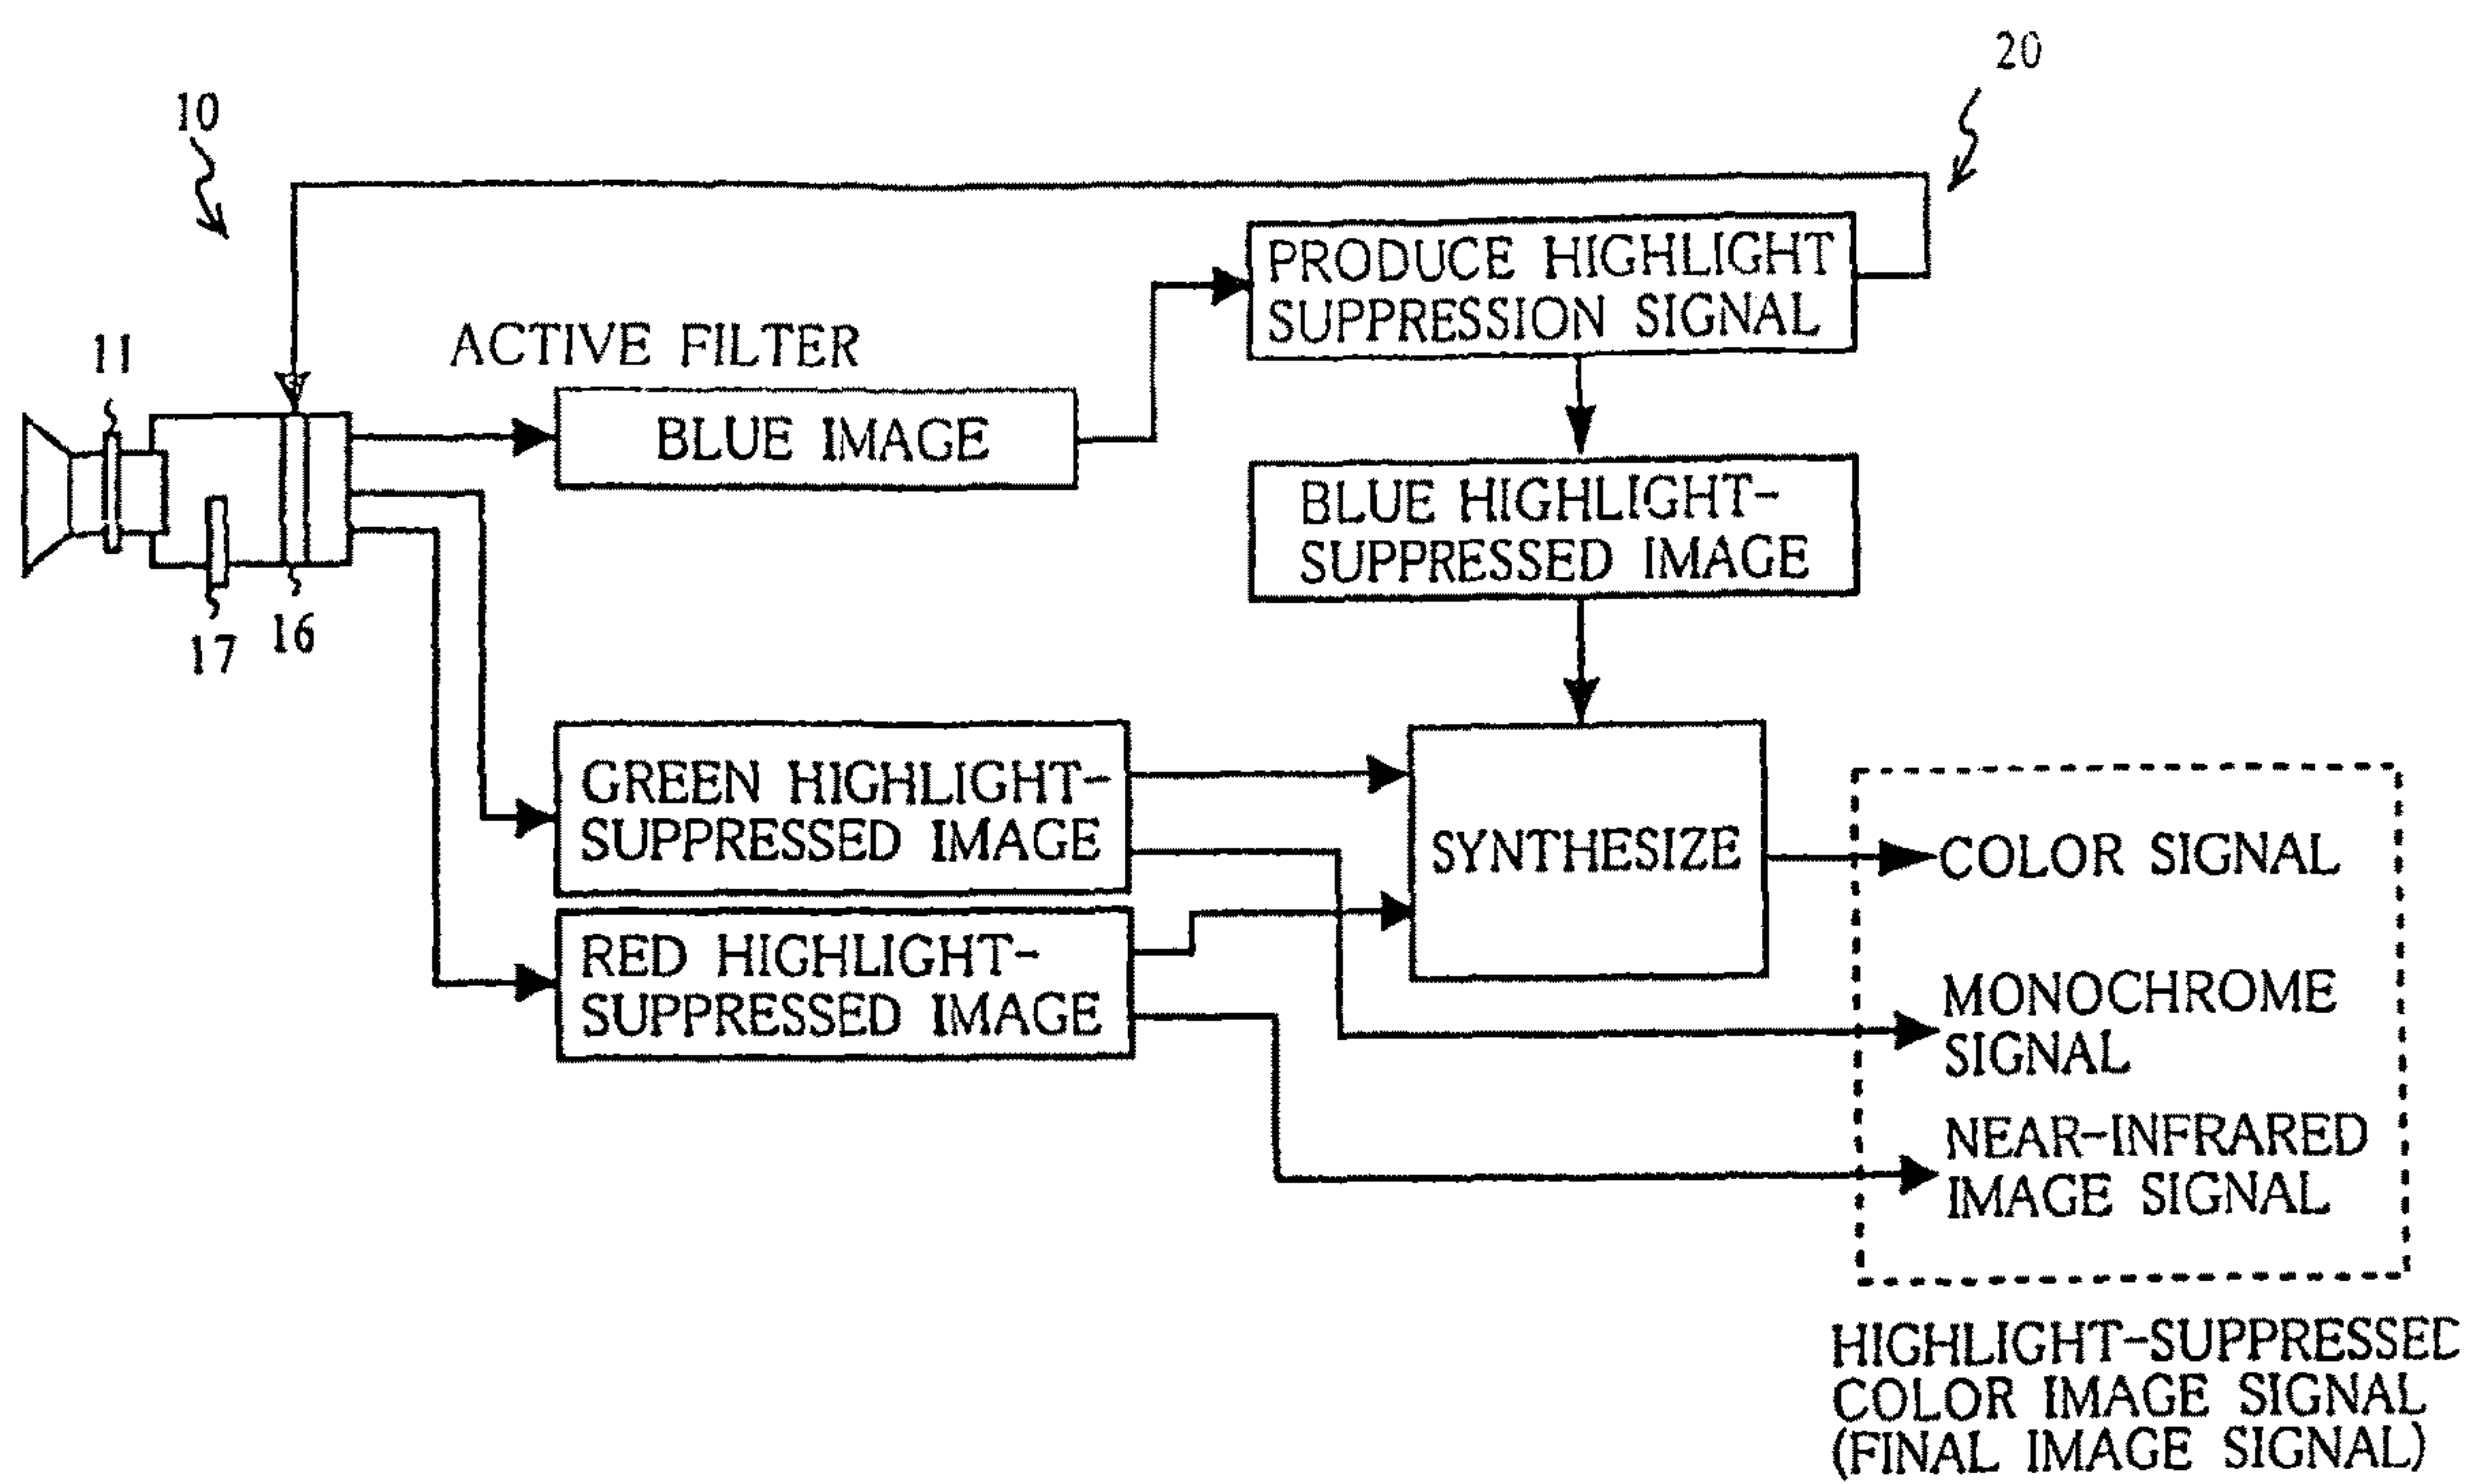 20
10
PRODUCE HIGHLIGHT
SUPPRESSION SIGNAL
11
ACTIVE FILTER
BLUE IMAGE
BLUE HIGHLIGHT-
SUPPRESSED IMAGE
16
17
GREEN HIGHLIGHT-
SUPPRESSED IMAGE
SYNTHESIZE
COLOR SIGNAL
RED HIGHLIGHT-
SUPPRESSED IMAGE
MONOCHROME
SIGNAL
NEAR-INFRARED
IMAGE SIGNAL
HIGHLIGHT-SUPPRESSED
COLOR IMAGE SIGNAL
(FINAL IMAGE SIGNAL)